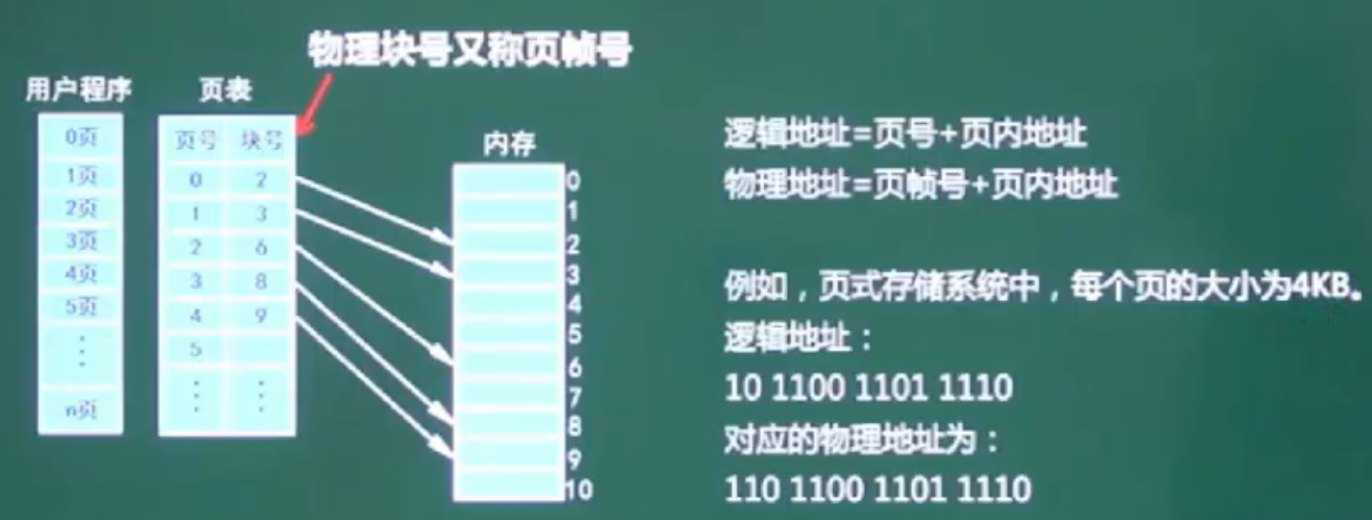 物理块号又称页帧号
用户程序
0页
1页
2页
3页
4页
5页
⋮
n页
页表
页号 块号
0 2
1 3
2 6
3 8
4 9
5
⋮ ⋮
内存
0
1
2
3
4
5
6
7
8
9
10
逻辑地址=页号+页内地址
物理地址=页帧号+页内地址
例如，页式存储系统中，每个页的大小为4KB。
逻辑地址：
10 1100 1101 1110
对应的物理地址为：
110 1100 1101 1110